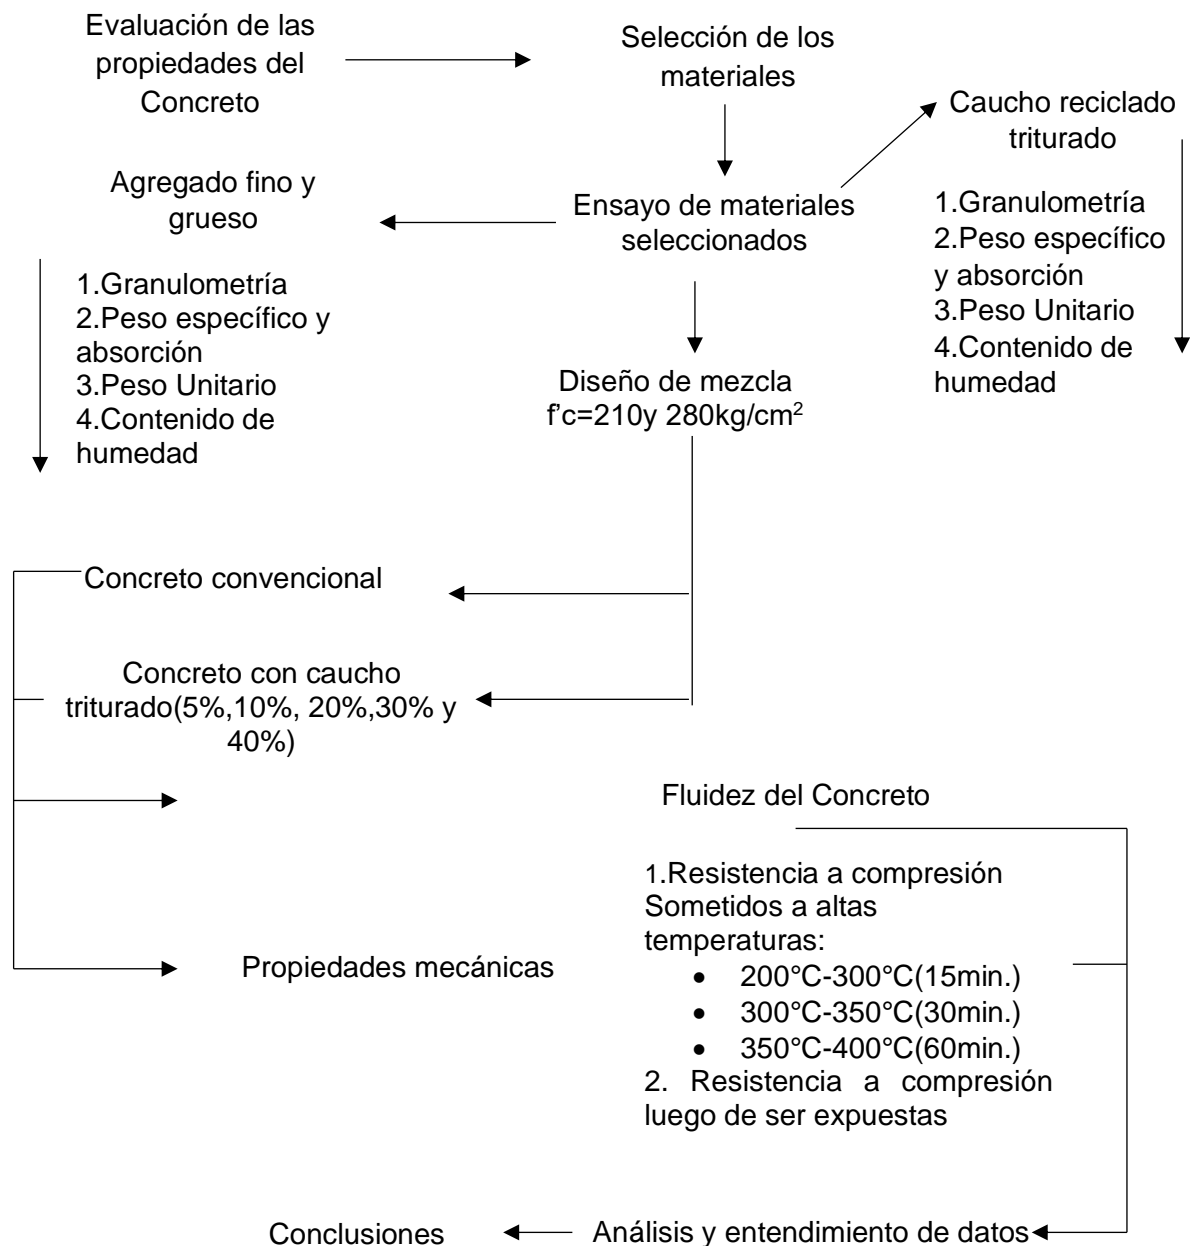 Evaluación de las
propiedades del
Concreto
Selección de los
materiales
Caucho reciclado
triturado
Agregado fino y
grueso
Ensayo de materiales
seleccionados
1.Granulometría
2.Peso específico
y absorción
3.Peso Unitario
4.Contenido de
humedad
1.Granulometría
2.Peso específico y
absorción
3.Peso Unitario
4.Contenido de
humedad
Diseño de mezcla
f’c=210y 280kg/cm²
Concreto convencional
Concreto con caucho
triturado(5%,10%, 20%,30% y
40%)
Fluidez del Concreto
1.Resistencia a compresión
Sometidos a altas
temperaturas:
• 200°C-300°C(15min.)
• 300°C-350°C(30min.)
• 350°C-400°C(60min.)
2. Resistencia a compresión
luego de ser expuestas
Propiedades mecánicas
Conclusiones
Análisis y entendimiento de datos